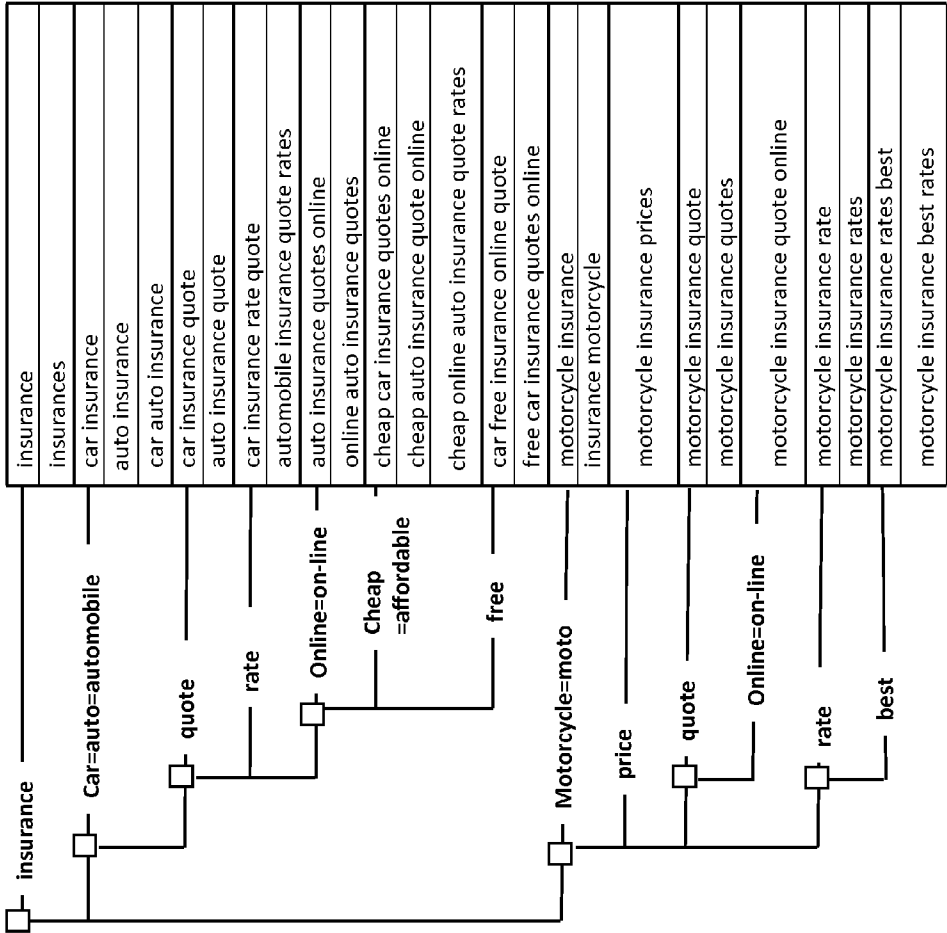 insurance
Car=auto=automobile
quote
rate
Online=on-line
Cheap
=affordable
free
Motorcycle=moto
price
quote
Online=on-line
rate
best
insurance
insurances
car insurance
auto insurance
car auto insurance
car insurance quote
auto insurance quote
car insurance rate quote
automobile insurance quote rates
auto insurance quotes online
online auto insurance quotes
cheap car insurance quotes online
cheap auto insurance quote online
cheap online auto insurance quote rates
car free insurance online quote
free car insurance quotes online
motorcycle insurance
insurance motorcycle
motorcycle insurance prices
motorcycle insurance quote
motorcycle insurance quotes
motorcycle insurance quote online
motorcycle insurance rate
motorcycle insurance rates
motorcycle insurance rates best
motorcycle insurance best rates